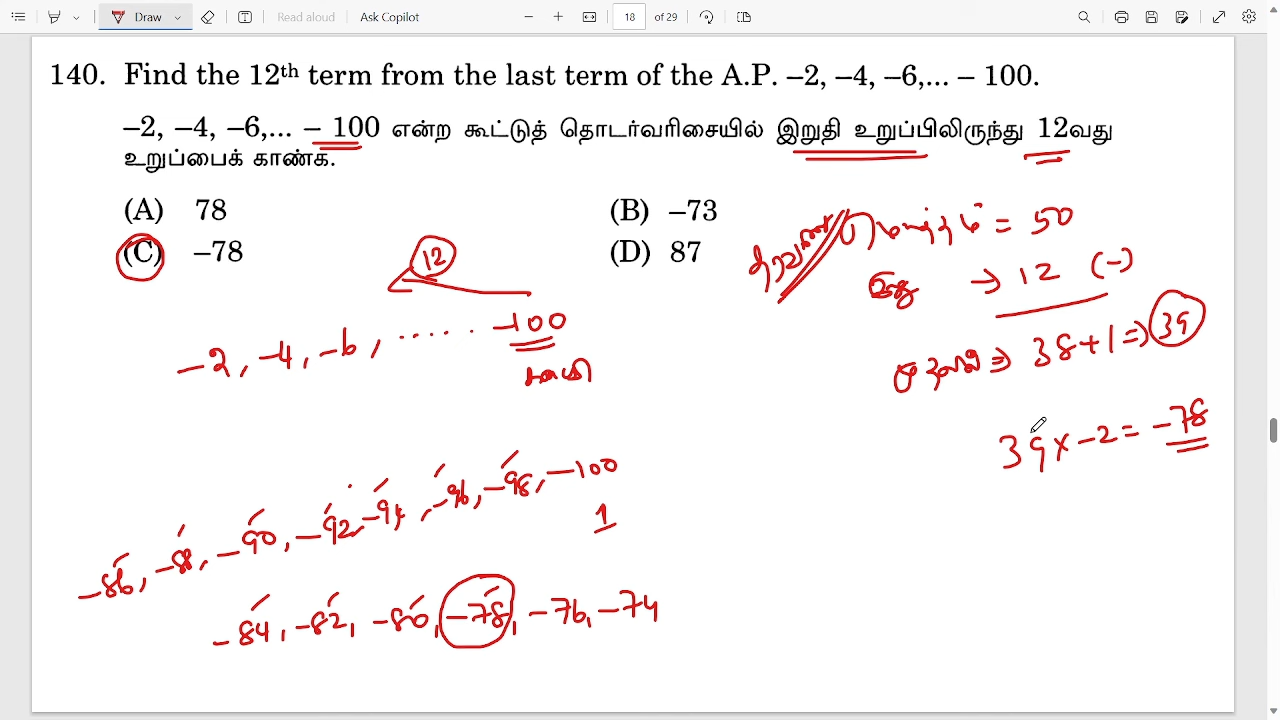 Draw
Read aloud
Ask Copilot
18 of 29
140. Find the 12th term from the last term of the A.P. –2, –4, –6,... – 100.
–2, –4, –6,... – 100 என்ற கூட்டுத் தொடர்வரிசையில் இறுதி உறுப்பிலிருந்து 12வது
உறுப்பைக் காண்க.
(A) 78
(B) –73
(C) –78
(D) 87
= 50
12
→ 12 (-)
-2, -4, -6, ...... -100
⇒ 38+1 ⇒ 39
39 x -2 = -78
-86, -88, -90, -92, -94, -96, -98, -100
1
-84, -82, -80, -78, -76, -74